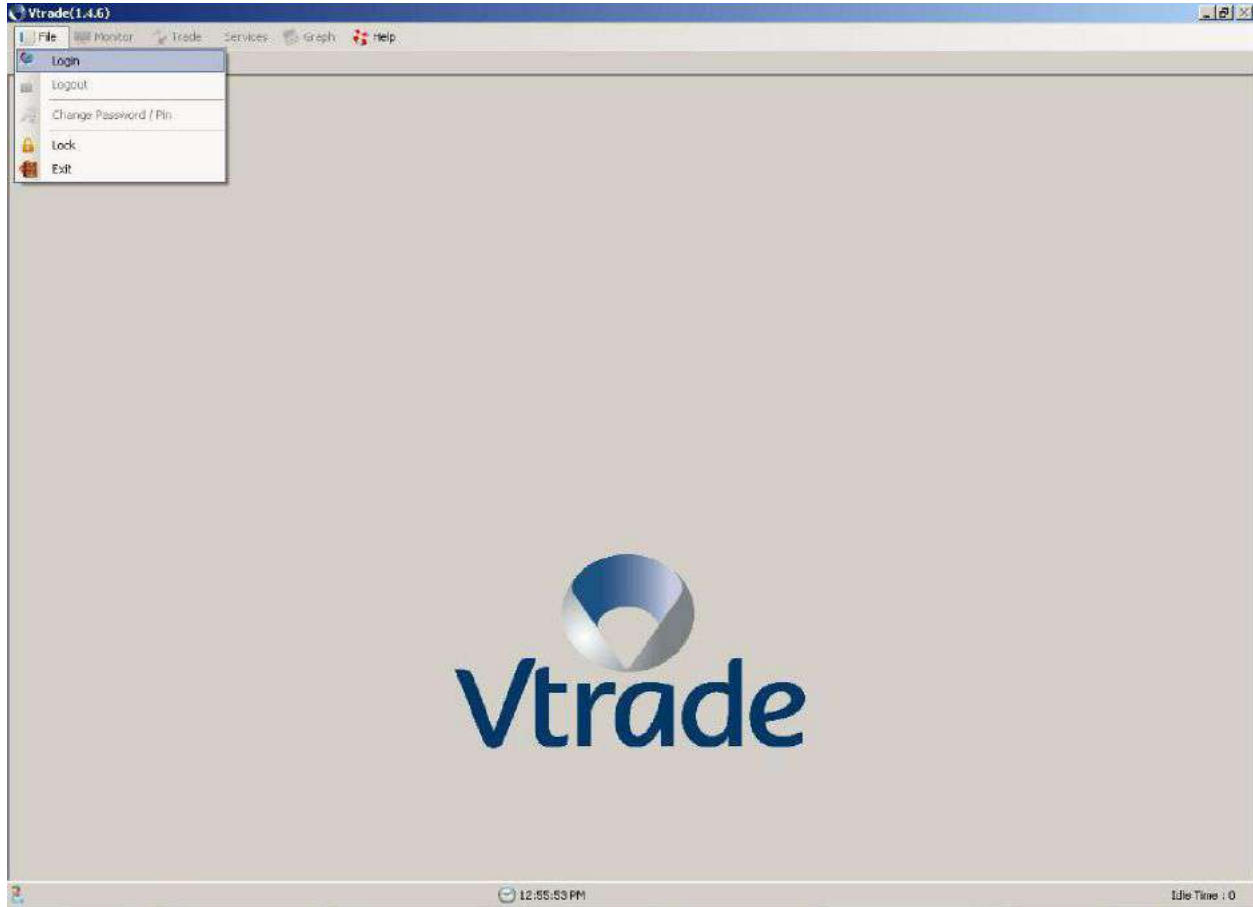 Vtrade(1.4.6)
File Monitor Trade Services Graph Help
Login
Logout
Change Password / Pin
Lock
Exit
Vtrade
12:55:53 PM
Idle Time : 0